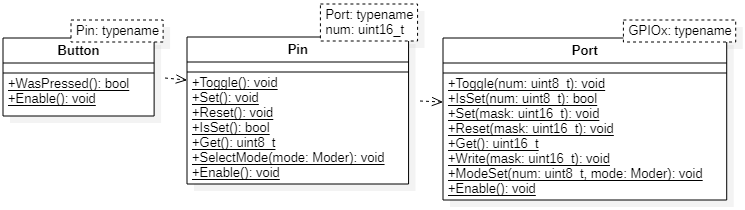 Pin: typename
Button
+WasPressed(): bool
+Enable(): void
Port: typename
num: uint16_t
Pin
+Toggle(): void
+Set(): void
+Reset(): void
+IsSet(): bool
+Get(): uint8_t
+SelectMode(mode: Moder): void
+Enable(): void
GPIOx: typename
Port
+Toggle(num: uint8_t): void
+IsSet(num: uint8_t): bool
+Set(mask: uint16_t): void
+Reset(mask: uint16_t): void
+Get(): uint16_t
+Write(mask: uint16_t): void
+ModeSet(num: uint8_t, mode: Moder): void
+Enable(): void